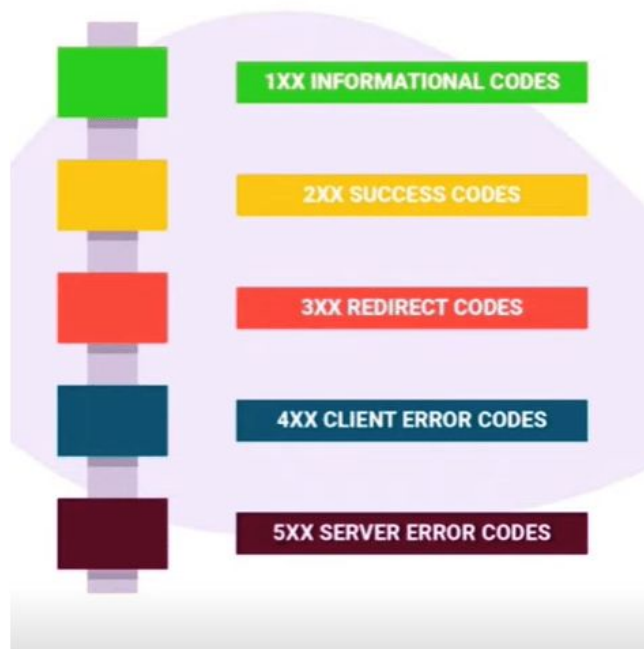 1XX INFORMATIONAL CODES
2XX SUCCESS CODES
3XX REDIRECT CODES
4XX CLIENT ERROR CODES
5XX SERVER ERROR CODES